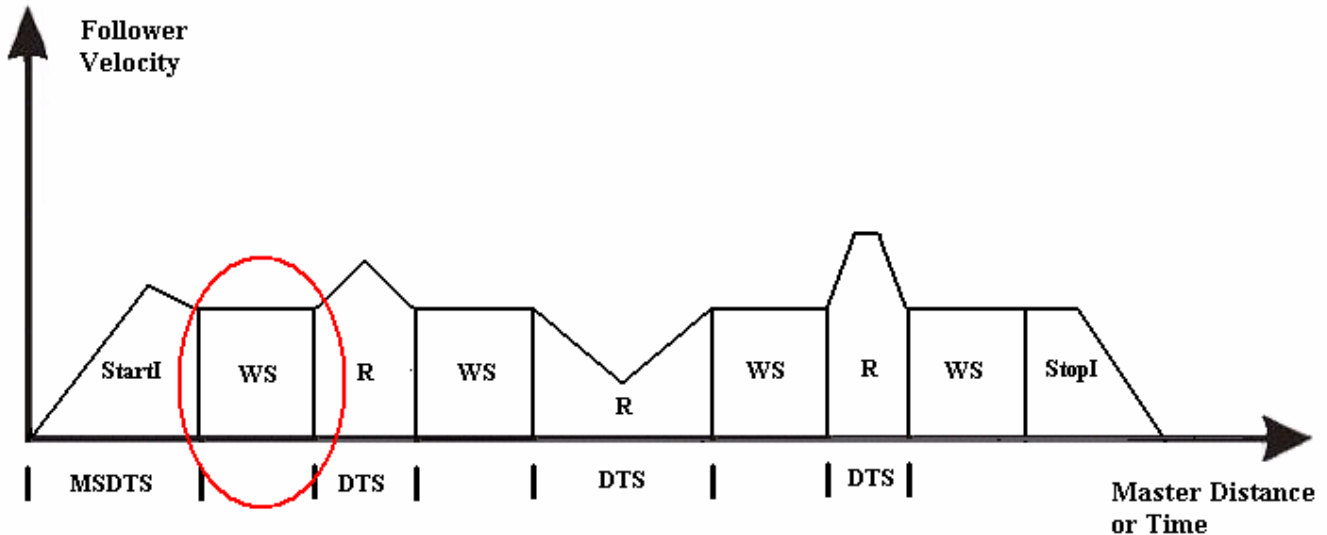 Follower
Velocity
StartI
WS
R
WS
R
WS
R
WS
StopI
MSDTS
DTS
DTS
DTS
Master Distance
or Time